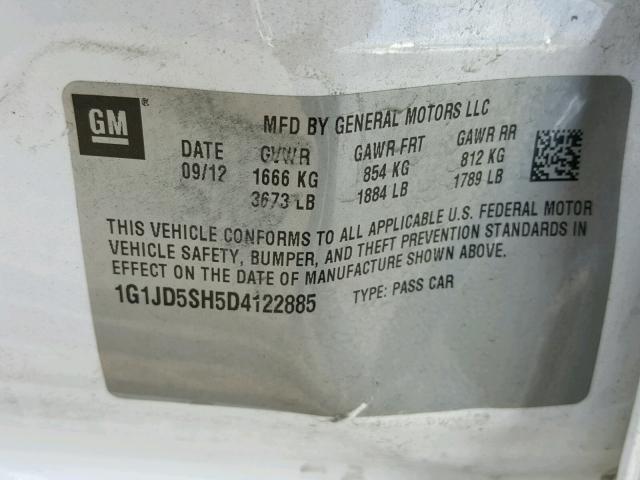 GM®
MFD BY GENERAL MOTORS LLC
DATE GVWR GAWR FRT GAWR RR
09/12 1666 KG 854 KG 812 KG
3673 LB 1884 LB 1789 LB
THIS VEHICLE CONFORMS TO ALL APPLICABLE U.S. FEDERAL MOTOR
VEHICLE SAFETY, BUMPER, AND THEFT PREVENTION STANDARDS IN
EFFECT ON THE DATE OF MANUFACTURE SHOWN ABOVE.
1G1JD5SH5D4122885 TYPE: PASS CAR